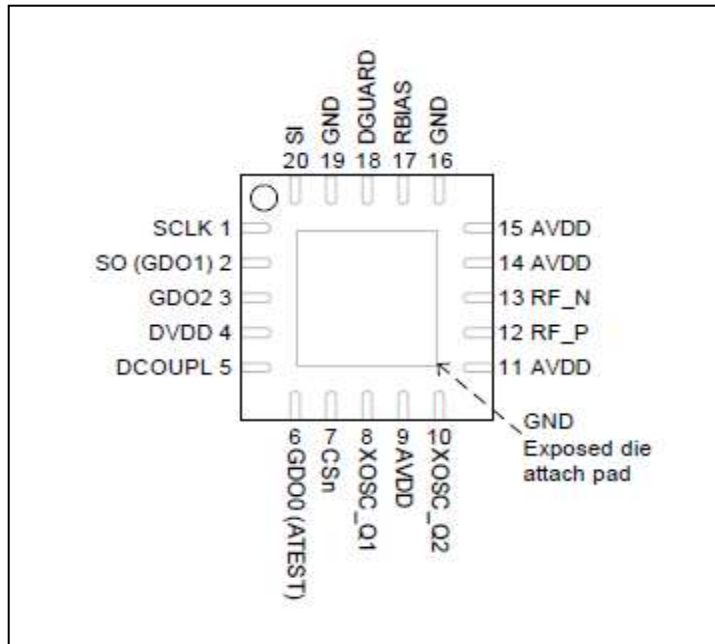 SI
GND
DGUARD
RBIAS
GND
20 19 18 17 16
SCLK 1
15 AVDD
SO (GDO1) 2
14 AVDD
GDO2 3
13 RF_N
DVDD 4
12 RF_P
DCOUPL 5
11 AVDD
6 7 8 9 10
GDO0 (ATEST)
CSn
XOSC_Q1
AVDD
XOSC_Q2
GND
Exposed die
attach pad